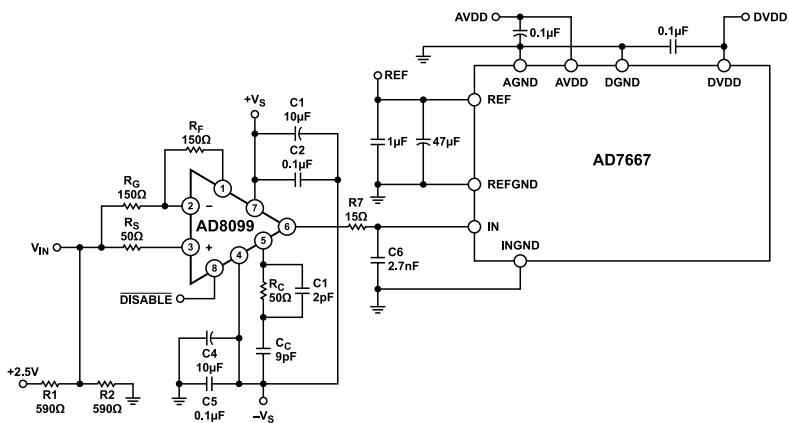 AVDD
0.1µF
0.1µF
DVDD
AGND
AVDD
DGND
DVDD
REF
REF
+VS
C1
10µF
C2
0.1µF
1µF
47µF
AD7667
RF
150Ω
REFGND
RG
150Ω
1
2
–
7
AD8099
6
R7
15Ω
IN
RS
50Ω
VIN
3
+
5
4
8
INGND
C6
2.7nF
DISABLE
RC
50Ω
C1
2pF
C4
10µF
CC
9pF
+2.5V
R1
590Ω
R2
590Ω
C5
0.1µF
–VS